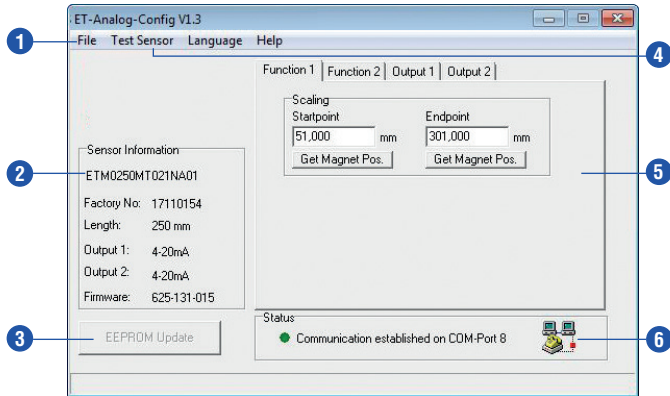 ET-Analog-Config V1.3
File Test Sensor Language Help
1
4
Function 1 Function 2 Output 1 Output 2
Scaling
Startpoint Endpoint
51,000 mm 301,000 mm
Get Magnet Pos. Get Magnet Pos.
5
Sensor Information
2
ETM0250MT021NA01
Factory No: 17110154
Length: 250 mm
Output 1: 4-20mA
Output 2: 4-20mA
Firmware: 625-131-015
3
EEPROM Update
Status
Communication established on COM-Port 8
6